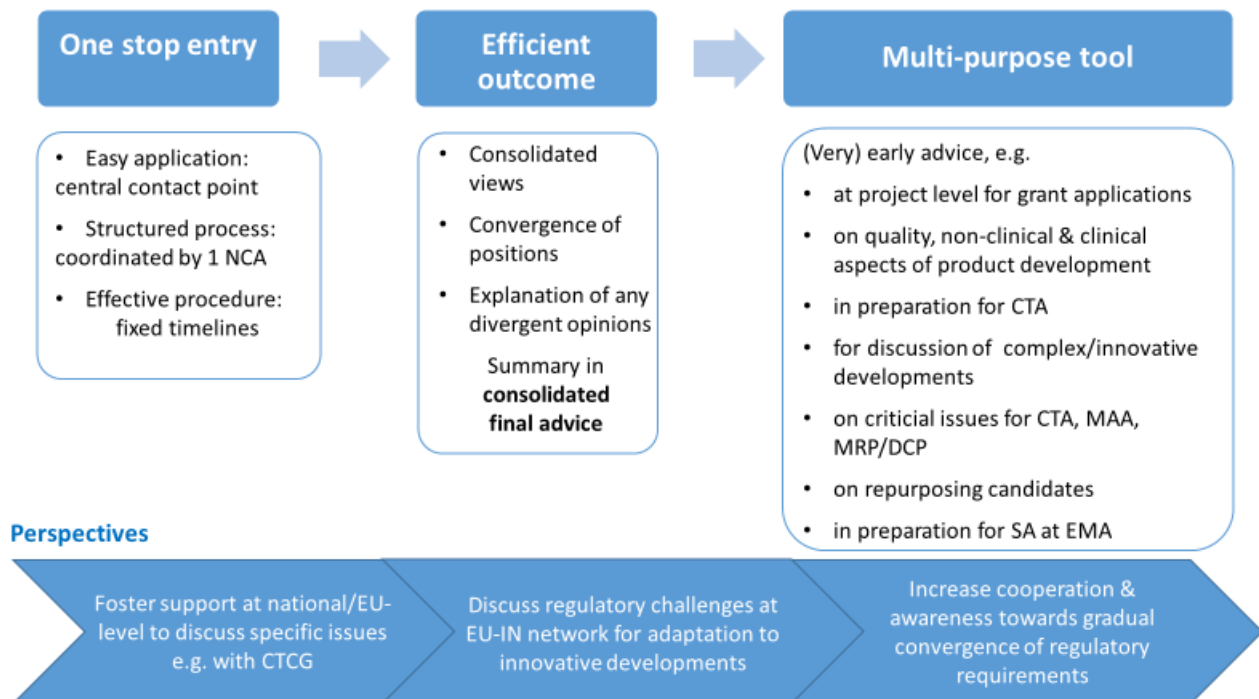 One stop entry
• Easy application:
central contact point
• Structured process:
coordinated by 1 NCA
• Effective procedure:
fixed timelines
Efficient
outcome
• Consolidated
views
• Convergence of
positions
• Explanation of any
divergent opinions
Summary in
consolidated
final advice
Multi-purpose tool
(Very) early advice, e.g.
• at project level for grant applications
• on quality, non-clinical & clinical
aspects of product development
• in preparation for CTA
• for discussion of complex/innovative
developments
• on criticial issues for CTA, MAA,
MRP/DCP
• on repurposing candidates
• in preparation for SA at EMA
Perspectives
Foster support at national/EU-
level to discuss specific issues
e.g. with CTCG
Discuss regulatory challenges at
EU-IN network for adaptation to
innovative developments
Increase cooperation &
awareness towards gradual
convergence of regulatory
requirements